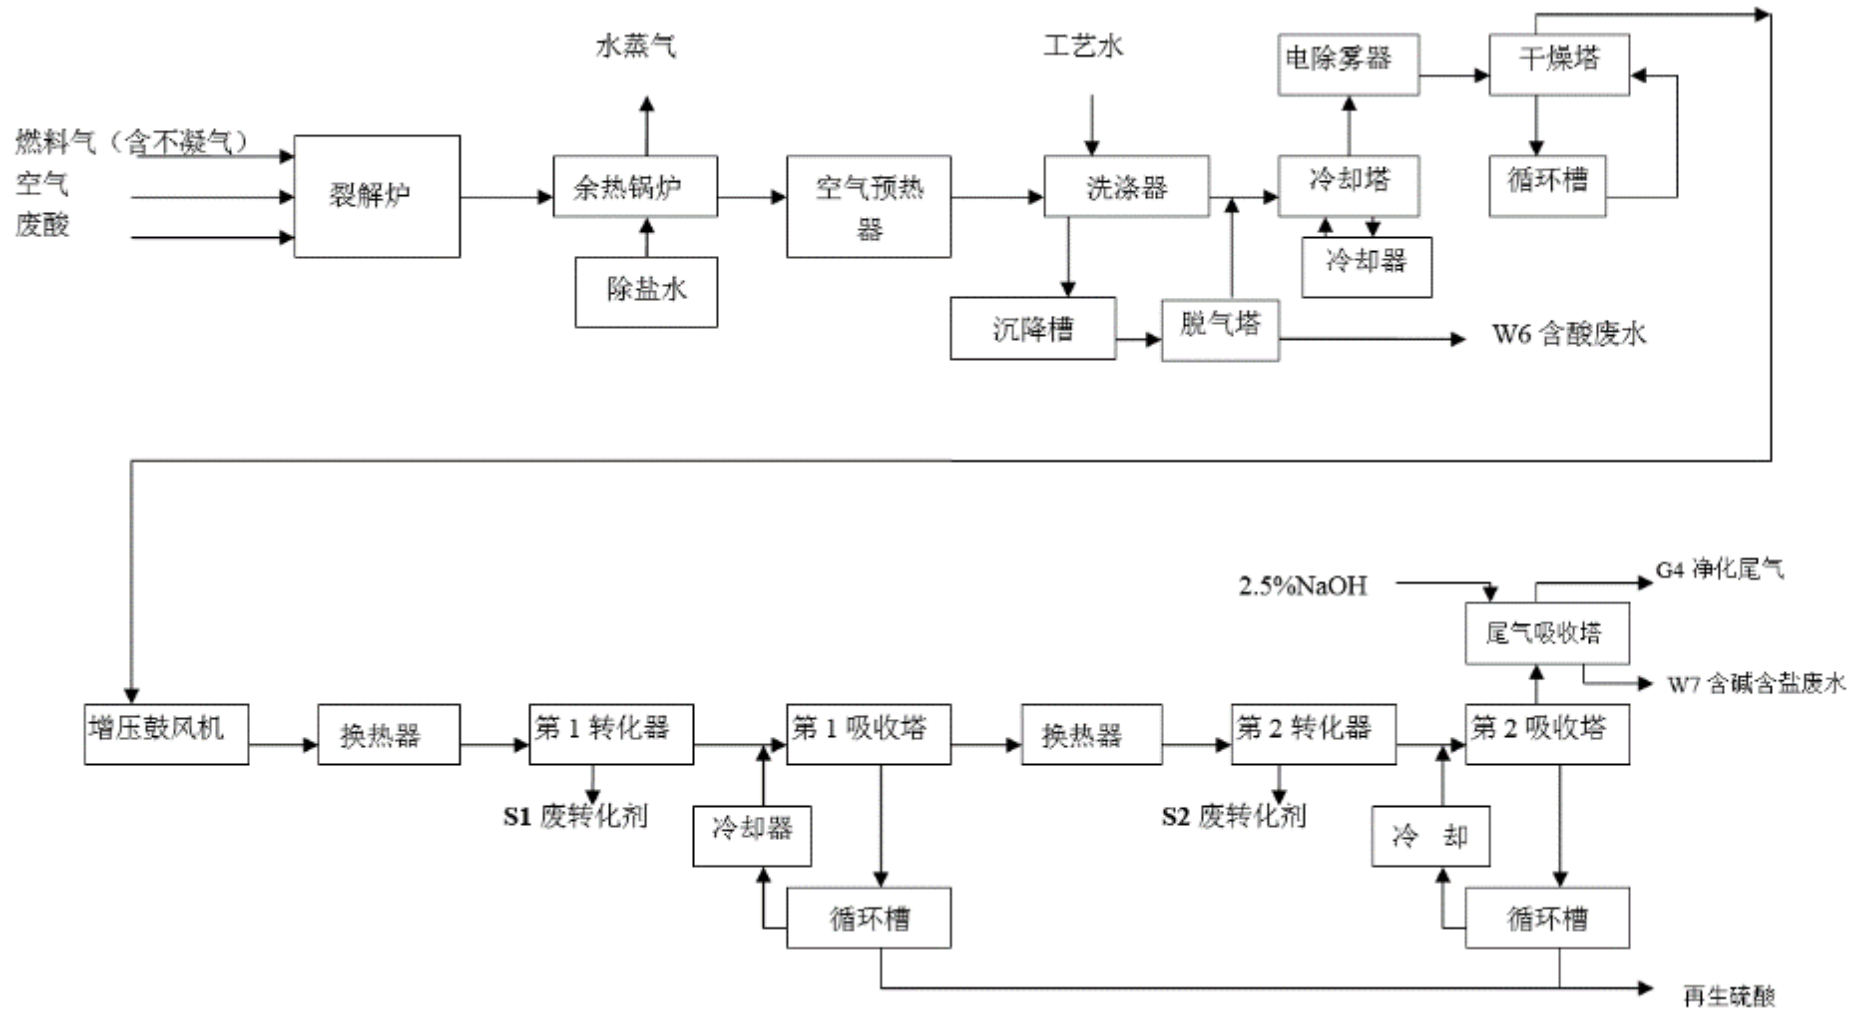 水蒸气
工艺水
电除雾器
干燥塔
燃料气（含不凝气）
空气
废酸
裂解炉
余热锅炉
空气预热
器
洗涤器
冷却塔
循环槽
除盐水
冷却器
沉降槽
脱气塔
W6 含酸废水
2.5%NaOH
G4 净化尾气
尾气吸收塔
W7 含碱含盐废水
增压鼓风机
换热器
第 1 转化器
第 1 吸收塔
换热器
第 2 转化器
第 2 吸收塔
S1 废转化剂
冷却器
S2 废转化剂
冷 却
循环槽
循环槽
再生硫酸